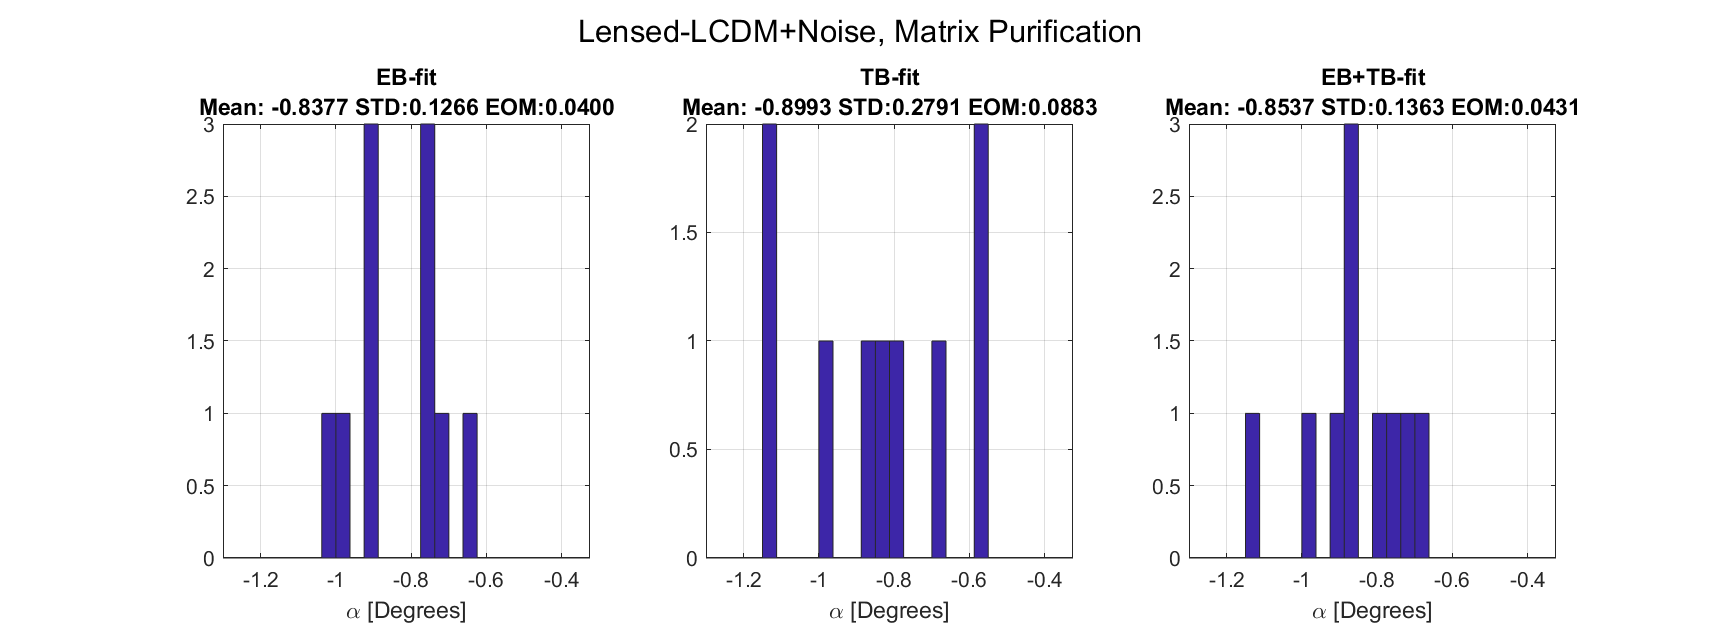 Lensed-LCDM+Noise, Matrix Purification
EB-fit
Mean: -0.8377 STD:0.1266 EOM:0.0400
3
2.5
2
1.5
1
0.5
0
-1.2 -1 -0.8 -0.6 -0.4
α [Degrees]
TB-fit
Mean: -0.8993 STD:0.2791 EOM:0.0883
2
1.5
1
0.5
0
-1.2 -1 -0.8 -0.6 -0.4
α [Degrees]
EB+TB-fit
Mean: -0.8537 STD:0.1363 EOM:0.0431
3
2.5
2
1.5
1
0.5
0
-1.2 -1 -0.8 -0.6 -0.4
α [Degrees]